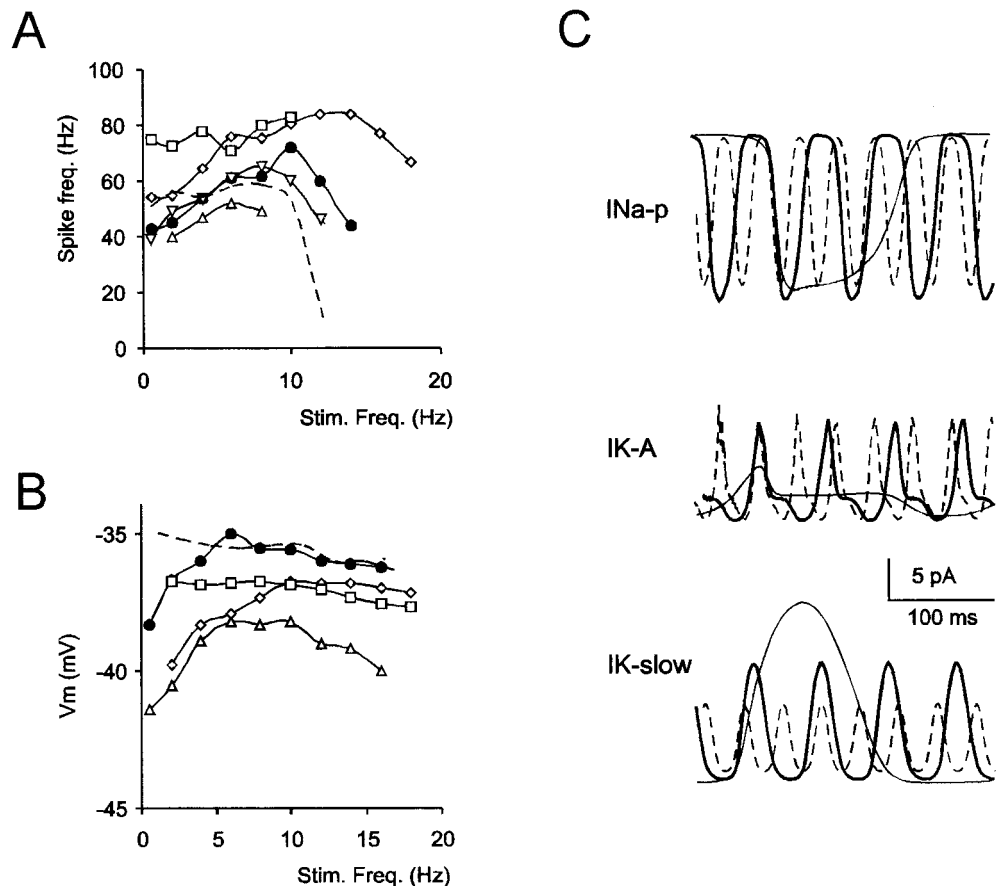 A
Spike freq. (Hz)
100
80
60
40
20
0
0
10
20
Stim. Freq. (Hz)
B
Vm (mV)
-35
-40
-45
0
5
10
15
20
Stim. Freq. (Hz)
C
INa-p
IK-A
5 pA
100 ms
IK-slow